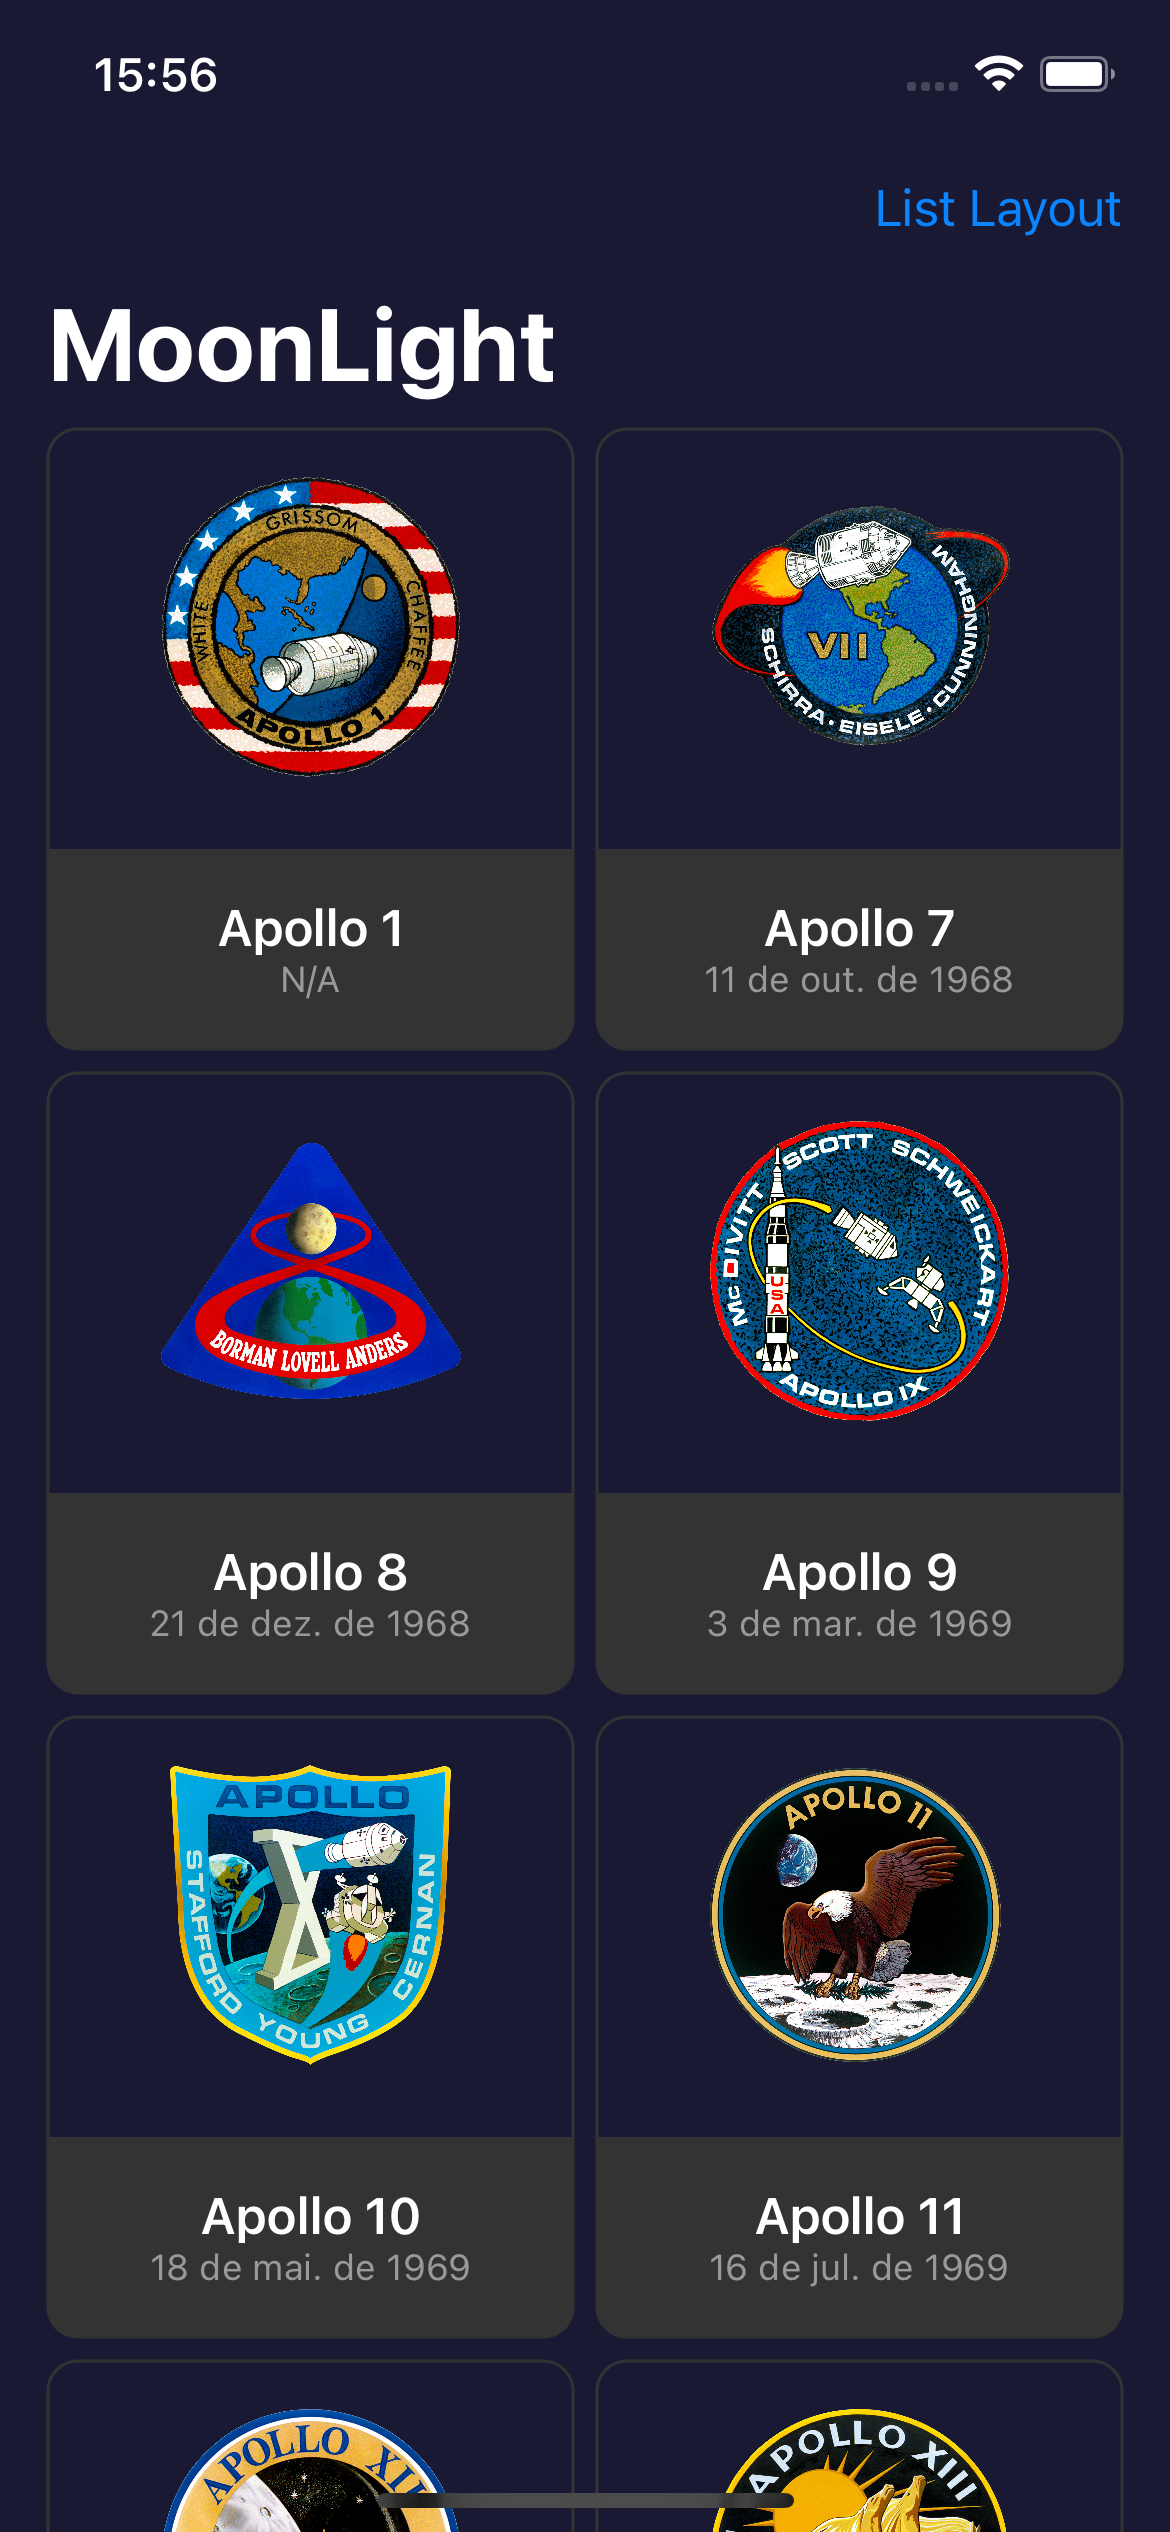 15:56
List Layout
MoonLight
GRISSOM
WHITE
CHAFFEE
APOLLO 1
VII
SCHIRRA · EISELE · CUNNINGHAM
Apollo 1
N/A
Apollo 7
11 de out. de 1968
BORMAN LOVELL ANDERS
McDIVITT SCOTT SCHWEICKART
USA
APOLLO IX
Apollo 8
21 de dez. de 1968
Apollo 9
3 de mar. de 1969
APOLLO
X
STAFFORD YOUNG CERNAN
APOLLO 11
Apollo 10
18 de mai. de 1969
Apollo 11
16 de jul. de 1969
APOLLO XII
APOLLO XIII